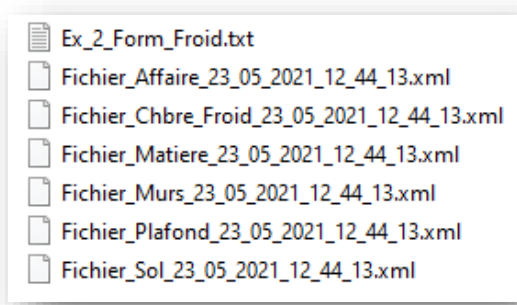 Ex_2_Form_Froid.txt
Fichier_Affaire_23_05_2021_12_44_13.xml
Fichier_Chbre_Froid_23_05_2021_12_44_13.xml
Fichier_Matiere_23_05_2021_12_44_13.xml
Fichier_Murs_23_05_2021_12_44_13.xml
Fichier_Plafond_23_05_2021_12_44_13.xml
Fichier_Sol_23_05_2021_12_44_13.xml